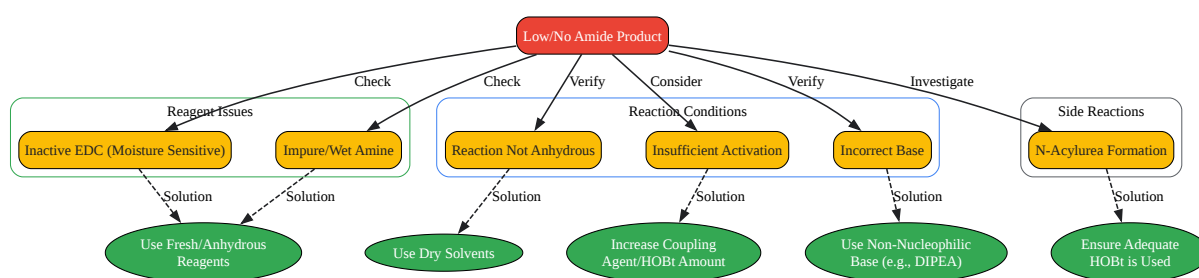 Low/No Amide Product
Check
Check
Verify
Consider
Verify
Investigate
Reagent Issues
Reaction Conditions
Side Reactions
Inactive EDC (Moisture Sensitive)
Impure/Wet Amine
Reaction Not Anhydrous
Insufficient Activation
Incorrect Base
N-Acylurea Formation
Solution
Solution
Solution
Solution
Solution
Solution
Use Fresh/Anhydrous
Reagents
Use Dry Solvents
Increase Coupling
Agent/HOBt Amount
Use Non-Nucleophilic
Base (e.g., DIPEA)
Ensure Adequate
HOBt is Used